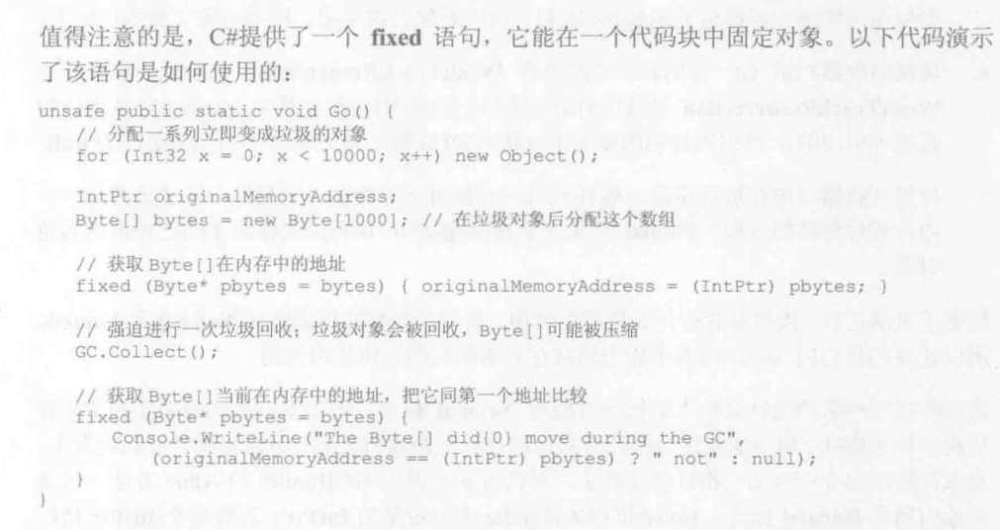 值得注意的是，C#提供了一个 fixed 语句，它能在一个代码块中固定对象。以下代码演示
了该语句是如何使用的：
unsafe public static void Go() {
// 分配一系列立即变成垃圾的对象
for (Int32 x = 0; x < 10000; x++) new Object();
IntPtr originalMemoryAddress;
Byte[] bytes = new Byte[1000]; // 在垃圾对象后分配这个数组
// 获取 Byte[]在内存中的地址
fixed (Byte* pbytes = bytes) { originalMemoryAddress = (IntPtr) pbytes; }
// 强迫进行一次垃圾回收；垃圾对象会被回收，Byte[]可能被压缩
GC.Collect();
// 获取 Byte[]当前在内存中的地址，把它同第一个地址比较
fixed (Byte* pbytes = bytes) {
Console.WriteLine("The Byte[] did{0} move during the GC",
(originalMemoryAddress == (IntPtr) pbytes) ? " not" : null);
}
}